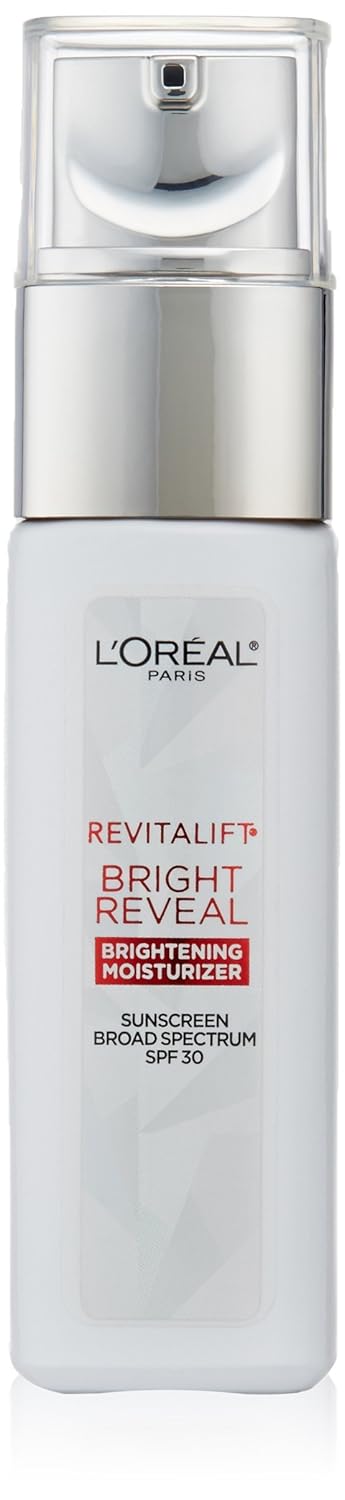 L'ORÉAL®
PARIS
REVITALIFT®
BRIGHT
REVEAL
BRIGHTENING
MOISTURIZER
SUNSCREEN
BROAD SPECTRUM
SPF 30